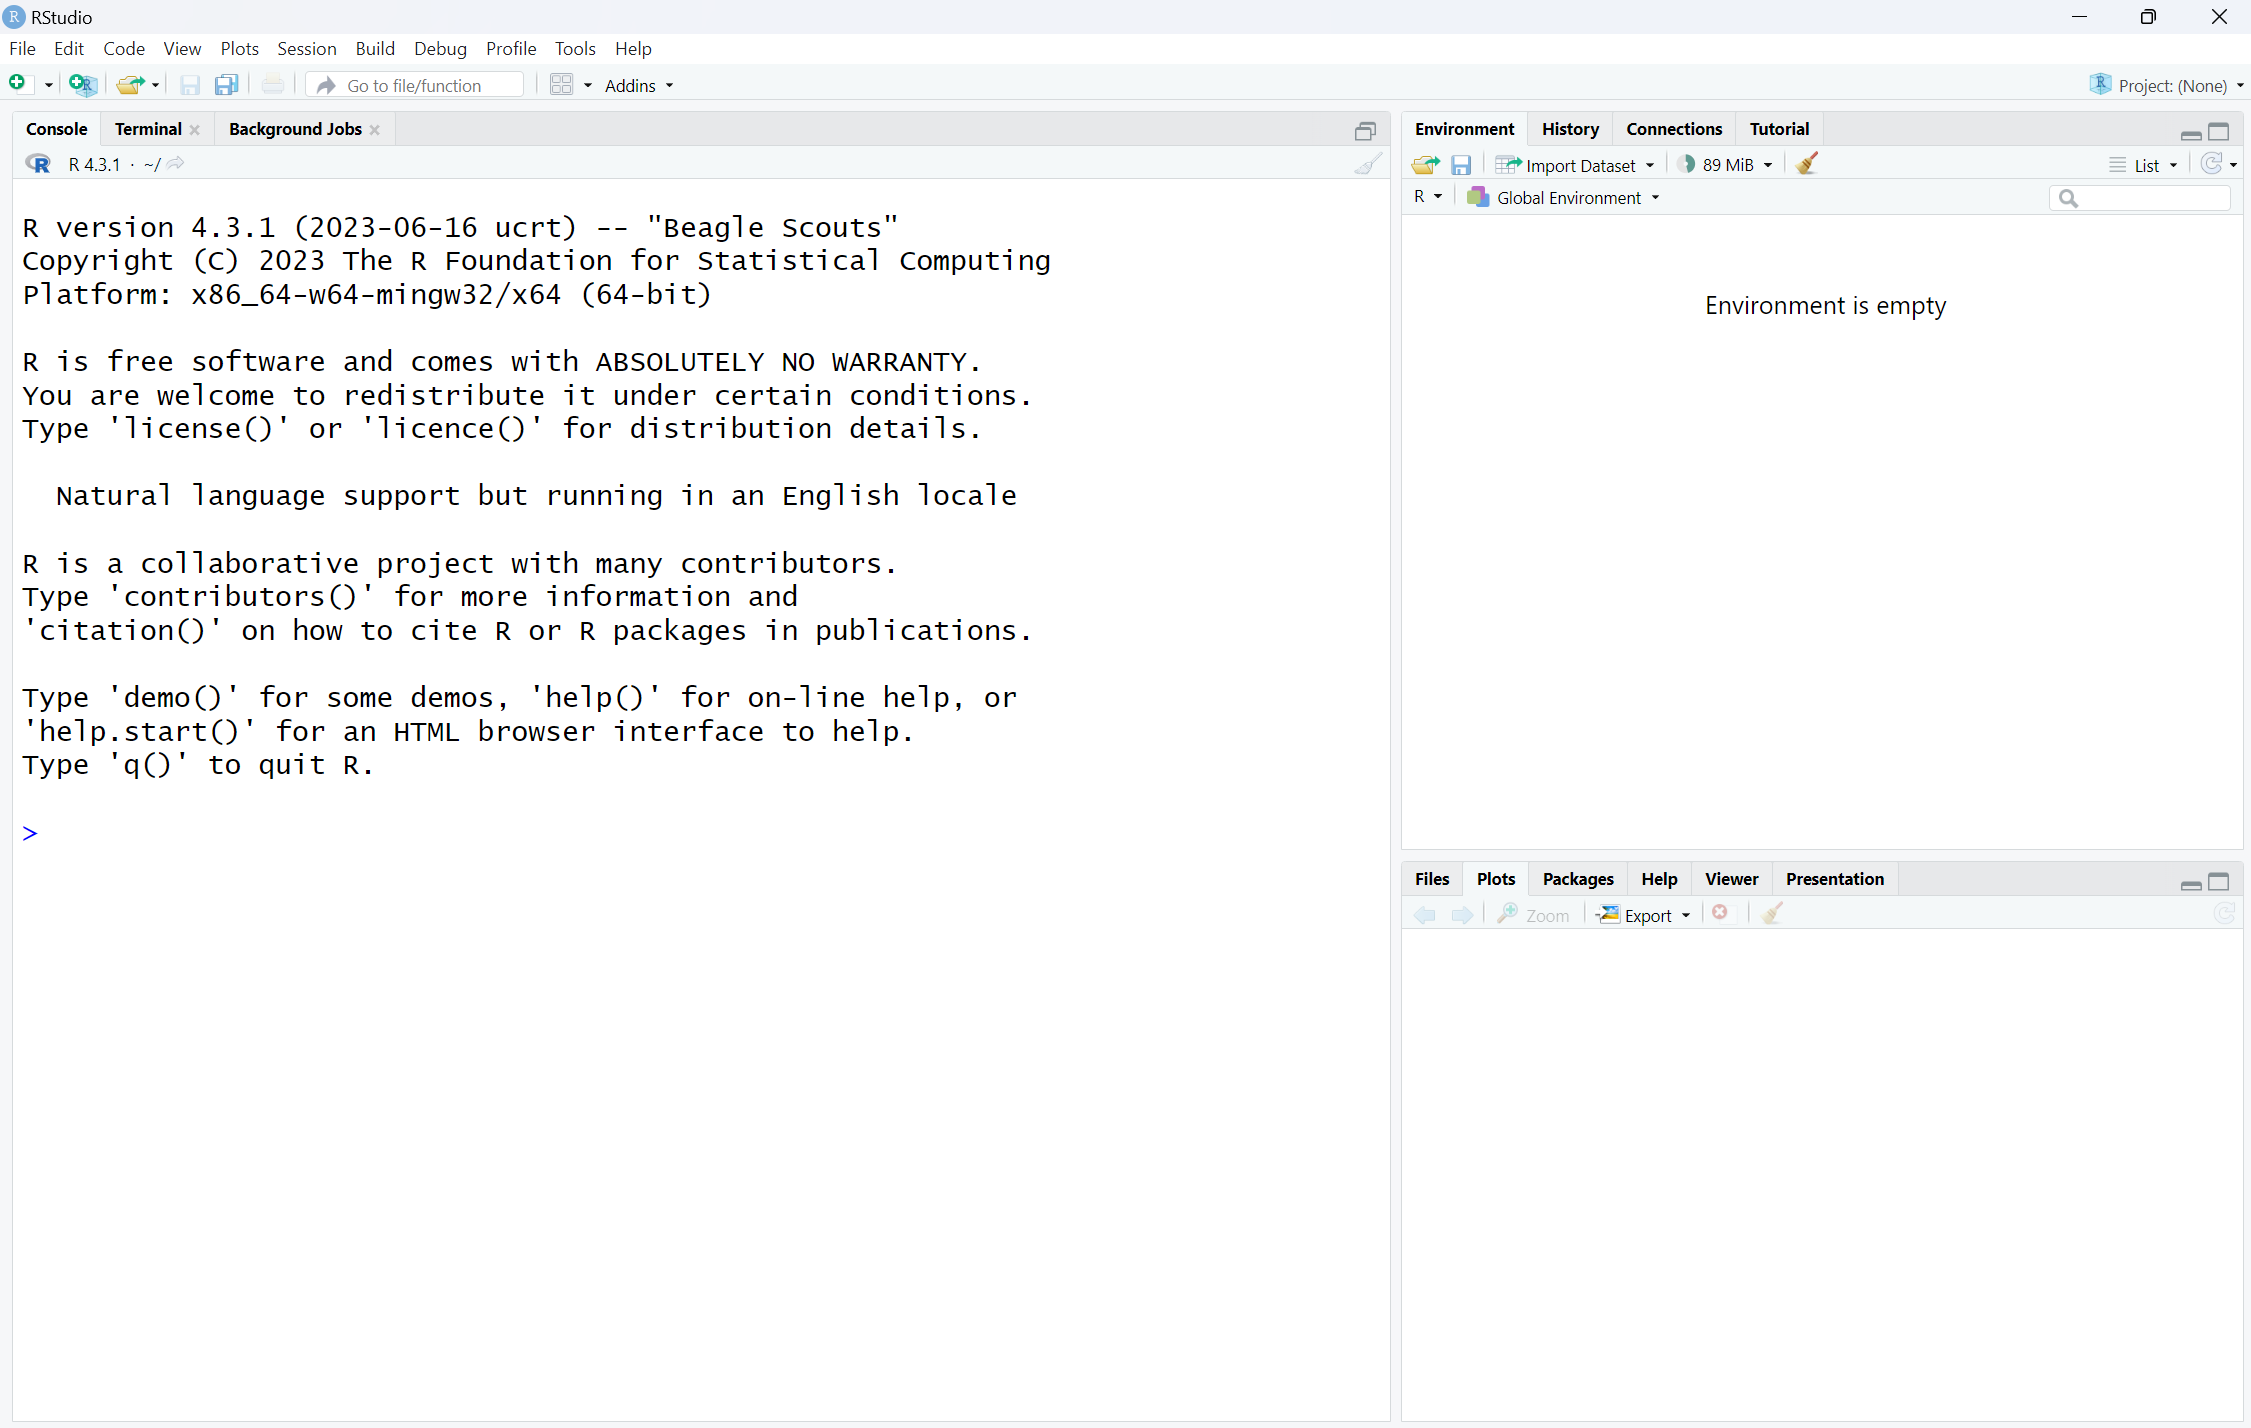 R RStudio
File Edit Code View Plots Session Build Debug Profile Tools Help
R Go to file/function Addins R Project: (None)
Console Terminal Background Jobs
R R 4.3.1 · ~/
R version 4.3.1 (2023-06-16 ucrt) -- "Beagle Scouts"
Copyright (C) 2023 The R Foundation for Statistical Computing
Platform: x86_64-w64-mingw32/x64 (64-bit)
R is free software and comes with ABSOLUTELY NO WARRANTY.
You are welcome to redistribute it under certain conditions.
Type 'license()' or 'licence()' for distribution details.
Natural language support but running in an English locale
R is a collaborative project with many contributors.
Type 'contributors()' for more information and
'citation()' on how to cite R or R packages in publications.
Type 'demo()' for some demos, 'help()' for on-line help, or
'help.start()' for an HTML browser interface to help.
Type 'q()' to quit R.
>
Environment History Connections Tutorial
Import Dataset 89 MiB List
R Global Environment
Environment is empty
Files Plots Packages Help Viewer Presentation
Zoom Export